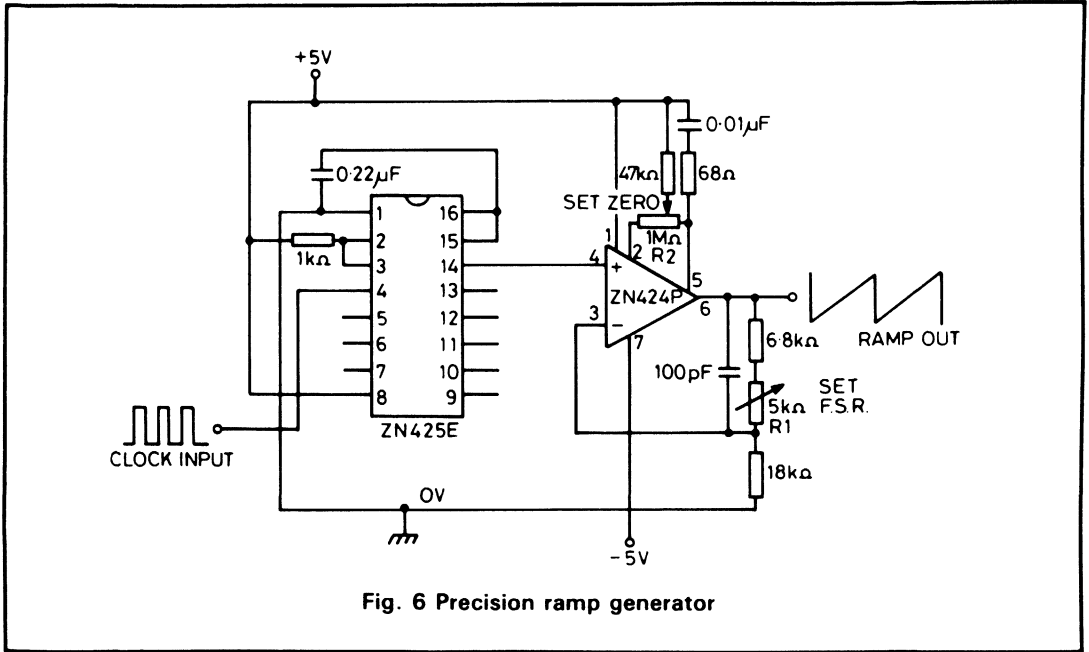 +5V
0·01µF
0·22µF
47kΩ
68Ω
SET ZERO
1MΩ
R2
1 16
2 15
3 14
4 13
5 12
6 11
7 10
8 9
1kΩ
ZN425E
1
2
4
+
5
ZN424P
3
−
6
7
RAMP OUT
6·8kΩ
100pF
SET
F.S.R.
5kΩ
R1
18kΩ
CLOCK INPUT
0V
−5V
Fig. 6 Precision ramp generator